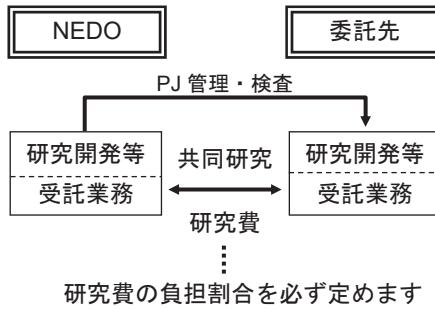 NEDO
委託先
PJ 管理・検査
研究開発等
共同研究
研究開発等
受託業務
受託業務
研究費
研究費の負担割合を必ず定めます